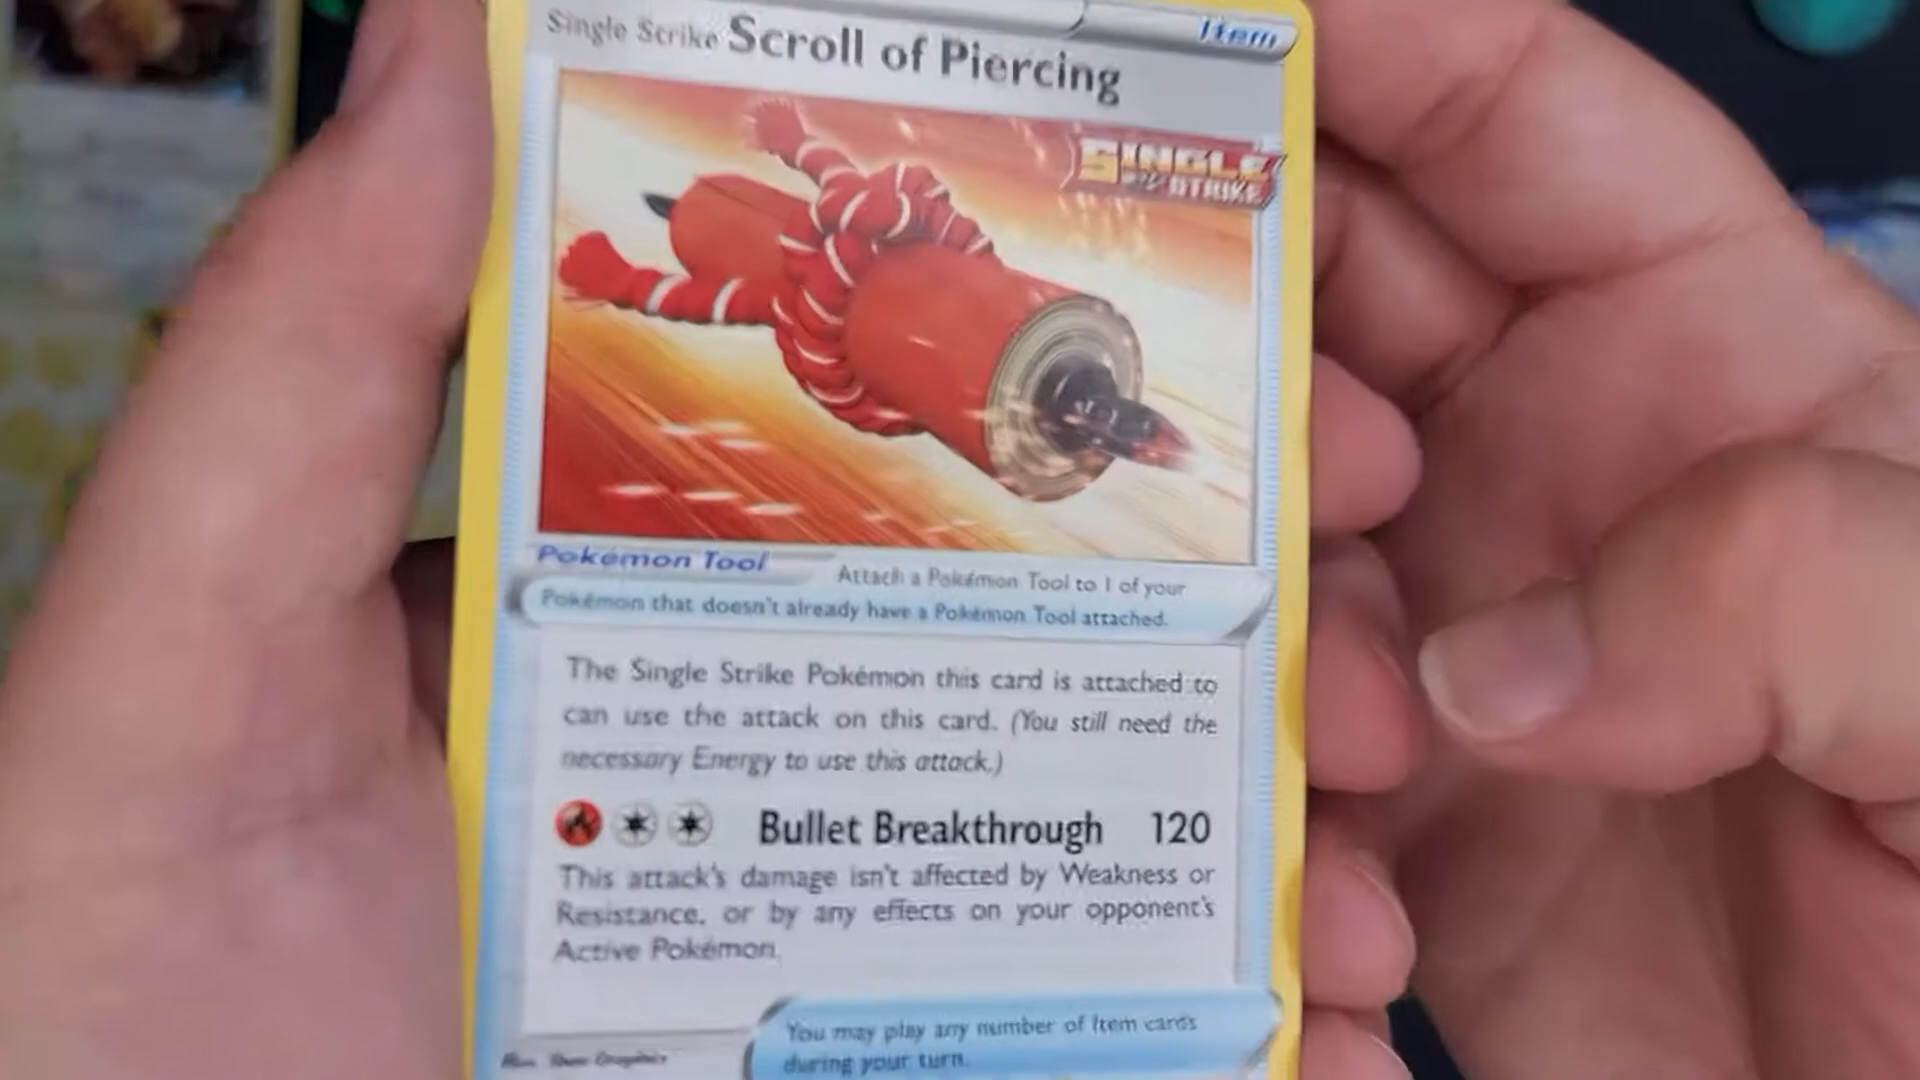 Item
Single Strike Scroll of Piercing
SINGLE
STRIKE
Pokémon Tool
Attach a Pokémon Tool to 1 of your
Pokémon that doesn't already have a Pokémon Tool attached.
The Single Strike Pokémon this card is attached to
can use the attack on this card. (You still need the
necessary Energy to use this attack.)
Bullet Breakthrough 120
This attack's damage isn't affected by Weakness or
Resistance, or by any effects on your opponent's
Active Pokémon.
You may play any number of Item cards
during your turn.